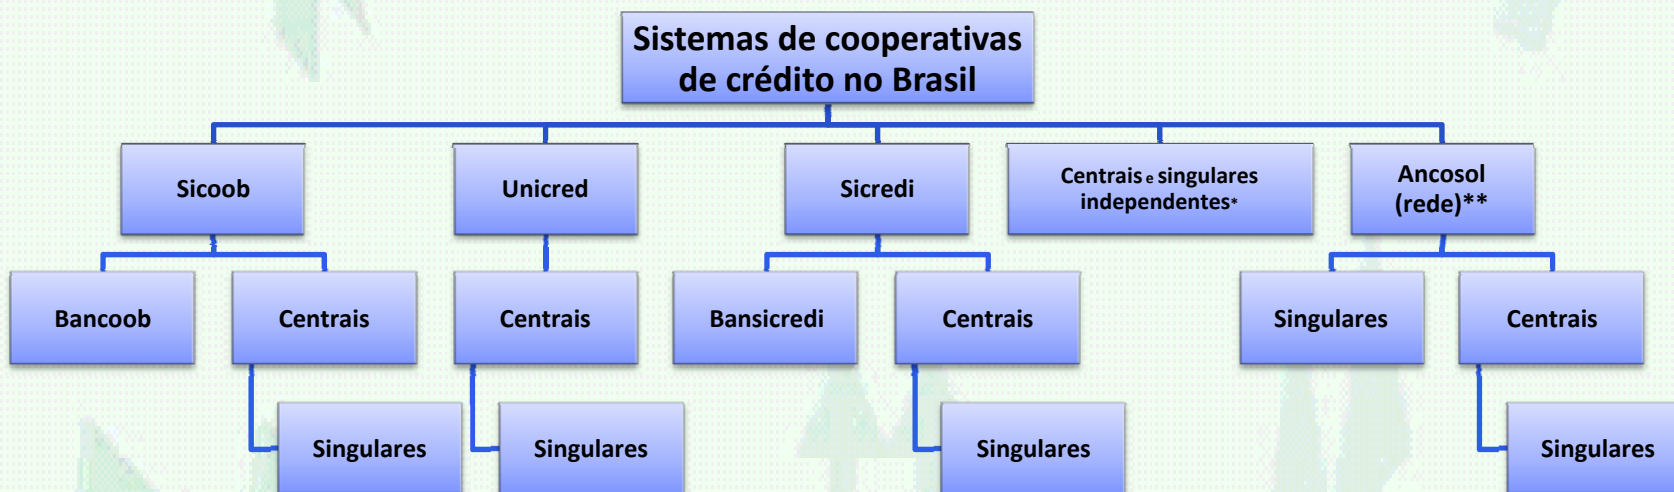 Sistemas de cooperativas
de crédito no Brasil
Sicoob
Unicred
Sicredi
Centrais e singulares
independentes*
Ancosol
(rede)**
Bancoob
Centrais
Centrais
Bansicredi
Centrais
Singulares
Centrais
Singulares
Singulares
Singulares
Singulares